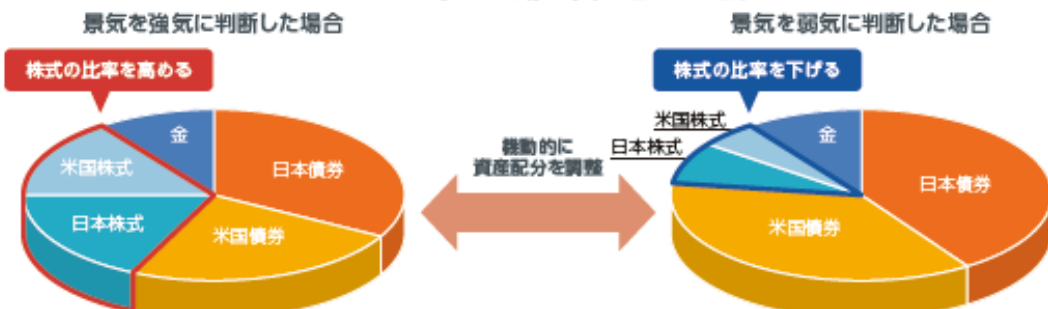 景気を強気に判断した場合
株式の比率を高める
金
米国株式
日本債券
日本株式
米国債券
機動的に
資産配分を調整
景気を弱気に判断した場合
株式の比率を下げる
米国株式
金
日本株式
日本債券
米国債券